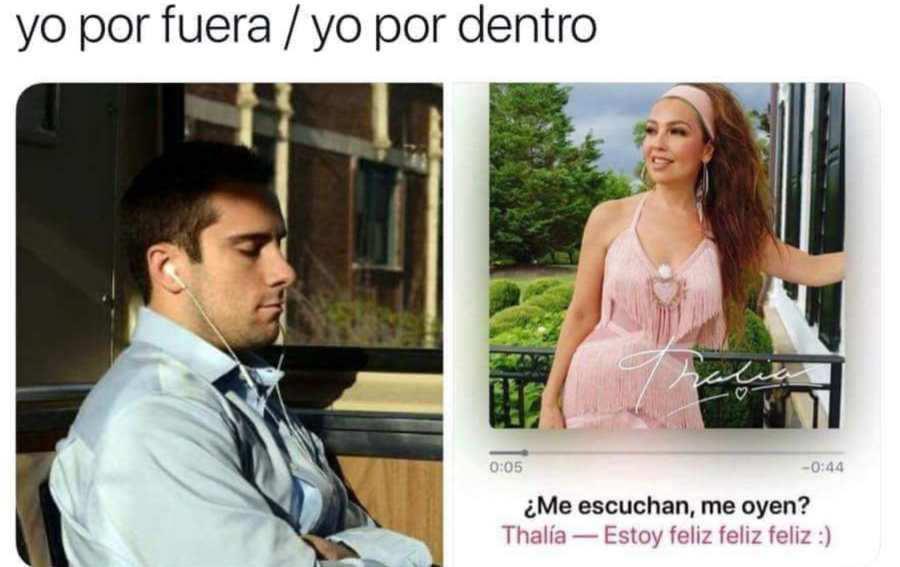 yo por fuera / yo por dentro
Thalia
0:05
-0:44
¿Me escuchan, me oyen?
Thalía — Estoy feliz feliz feliz :)